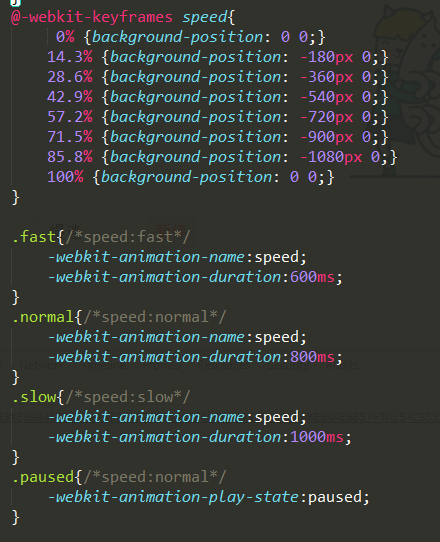 @-webkit-keyframes speed{
0% {background-position: 0 0;}
14.3% {background-position: -180px 0;}
28.6% {background-position: -360px 0;}
42.9% {background-position: -540px 0;}
57.2% {background-position: -720px 0;}
71.5% {background-position: -900px 0;}
85.8% {background-position: -1080px 0;}
100% {background-position: 0 0;}
}
.fast{/*speed:fast*/
-webkit-animation-name:speed;
-webkit-animation-duration:600ms;
}
.normal{/*speed:normal*/
-webkit-animation-name:speed;
-webkit-animation-duration:800ms;
}
.slow{/*speed:slow*/
-webkit-animation-name:speed;
-webkit-animation-duration:1000ms;
}
.paused{/*speed:normal*/
-webkit-animation-play-state:paused;
}